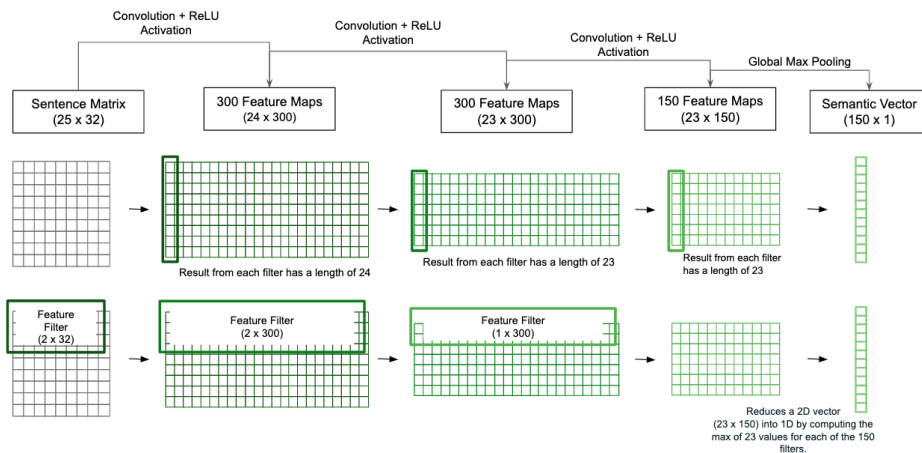 Convolution + ReLU
Activation
Convolution + ReLU
Activation
Convolution + ReLU
Activation
Global Max Pooling
Sentence Matrix
(25 x 32)
300 Feature Maps
(24 x 300)
300 Feature Maps
(23 x 300)
150 Feature Maps
(23 x 150)
Semantic Vector
(150 x 1)
Result from each filter has a length of 24
Result from each filter has a length of 23
Result from each filter
has a length of 23
Feature
Filter
(2 x 32)
Feature Filter
(2 x 300)
Feature Filter
(1 x 300)
Reduces a 2D vector
(23 x 150) into 1D by computing the
max of 23 values for each of the 150
filters.